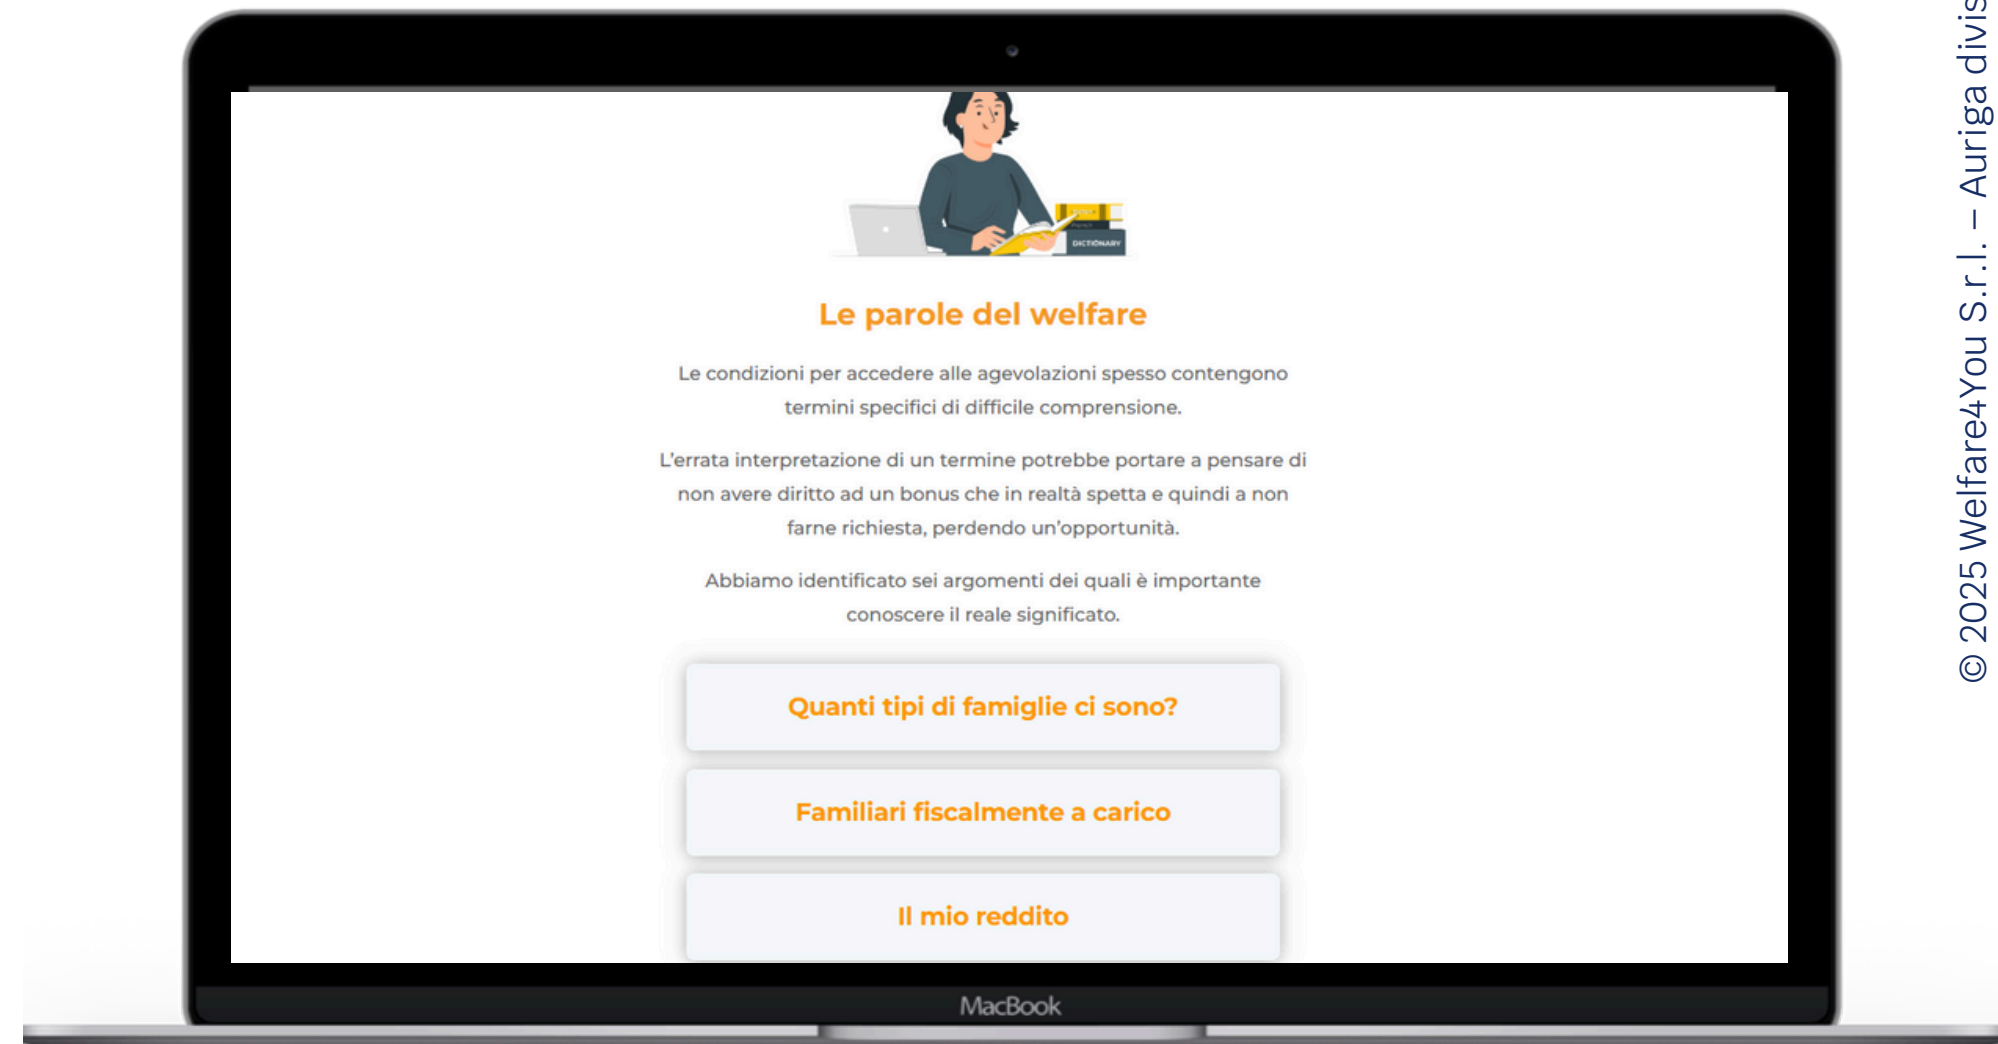 DICTIONARY
Le parole del welfare
Le condizioni per accedere alle agevolazioni spesso contengono
termini specifici di difficile comprensione.
L'errata interpretazione di un termine potrebbe portare a pensare di
non avere diritto ad un bonus che in realtà spetta e quindi a non
farne richiesta, perdendo un'opportunità.
Abbiamo identificato sei argomenti dei quali è importante
conoscere il reale significato.
Quanti tipi di famiglie ci sono?
Familiari fiscalmente a carico
Il mio reddito
MacBook
© 2025 Welfare4You S.r.l. – Auriga divis